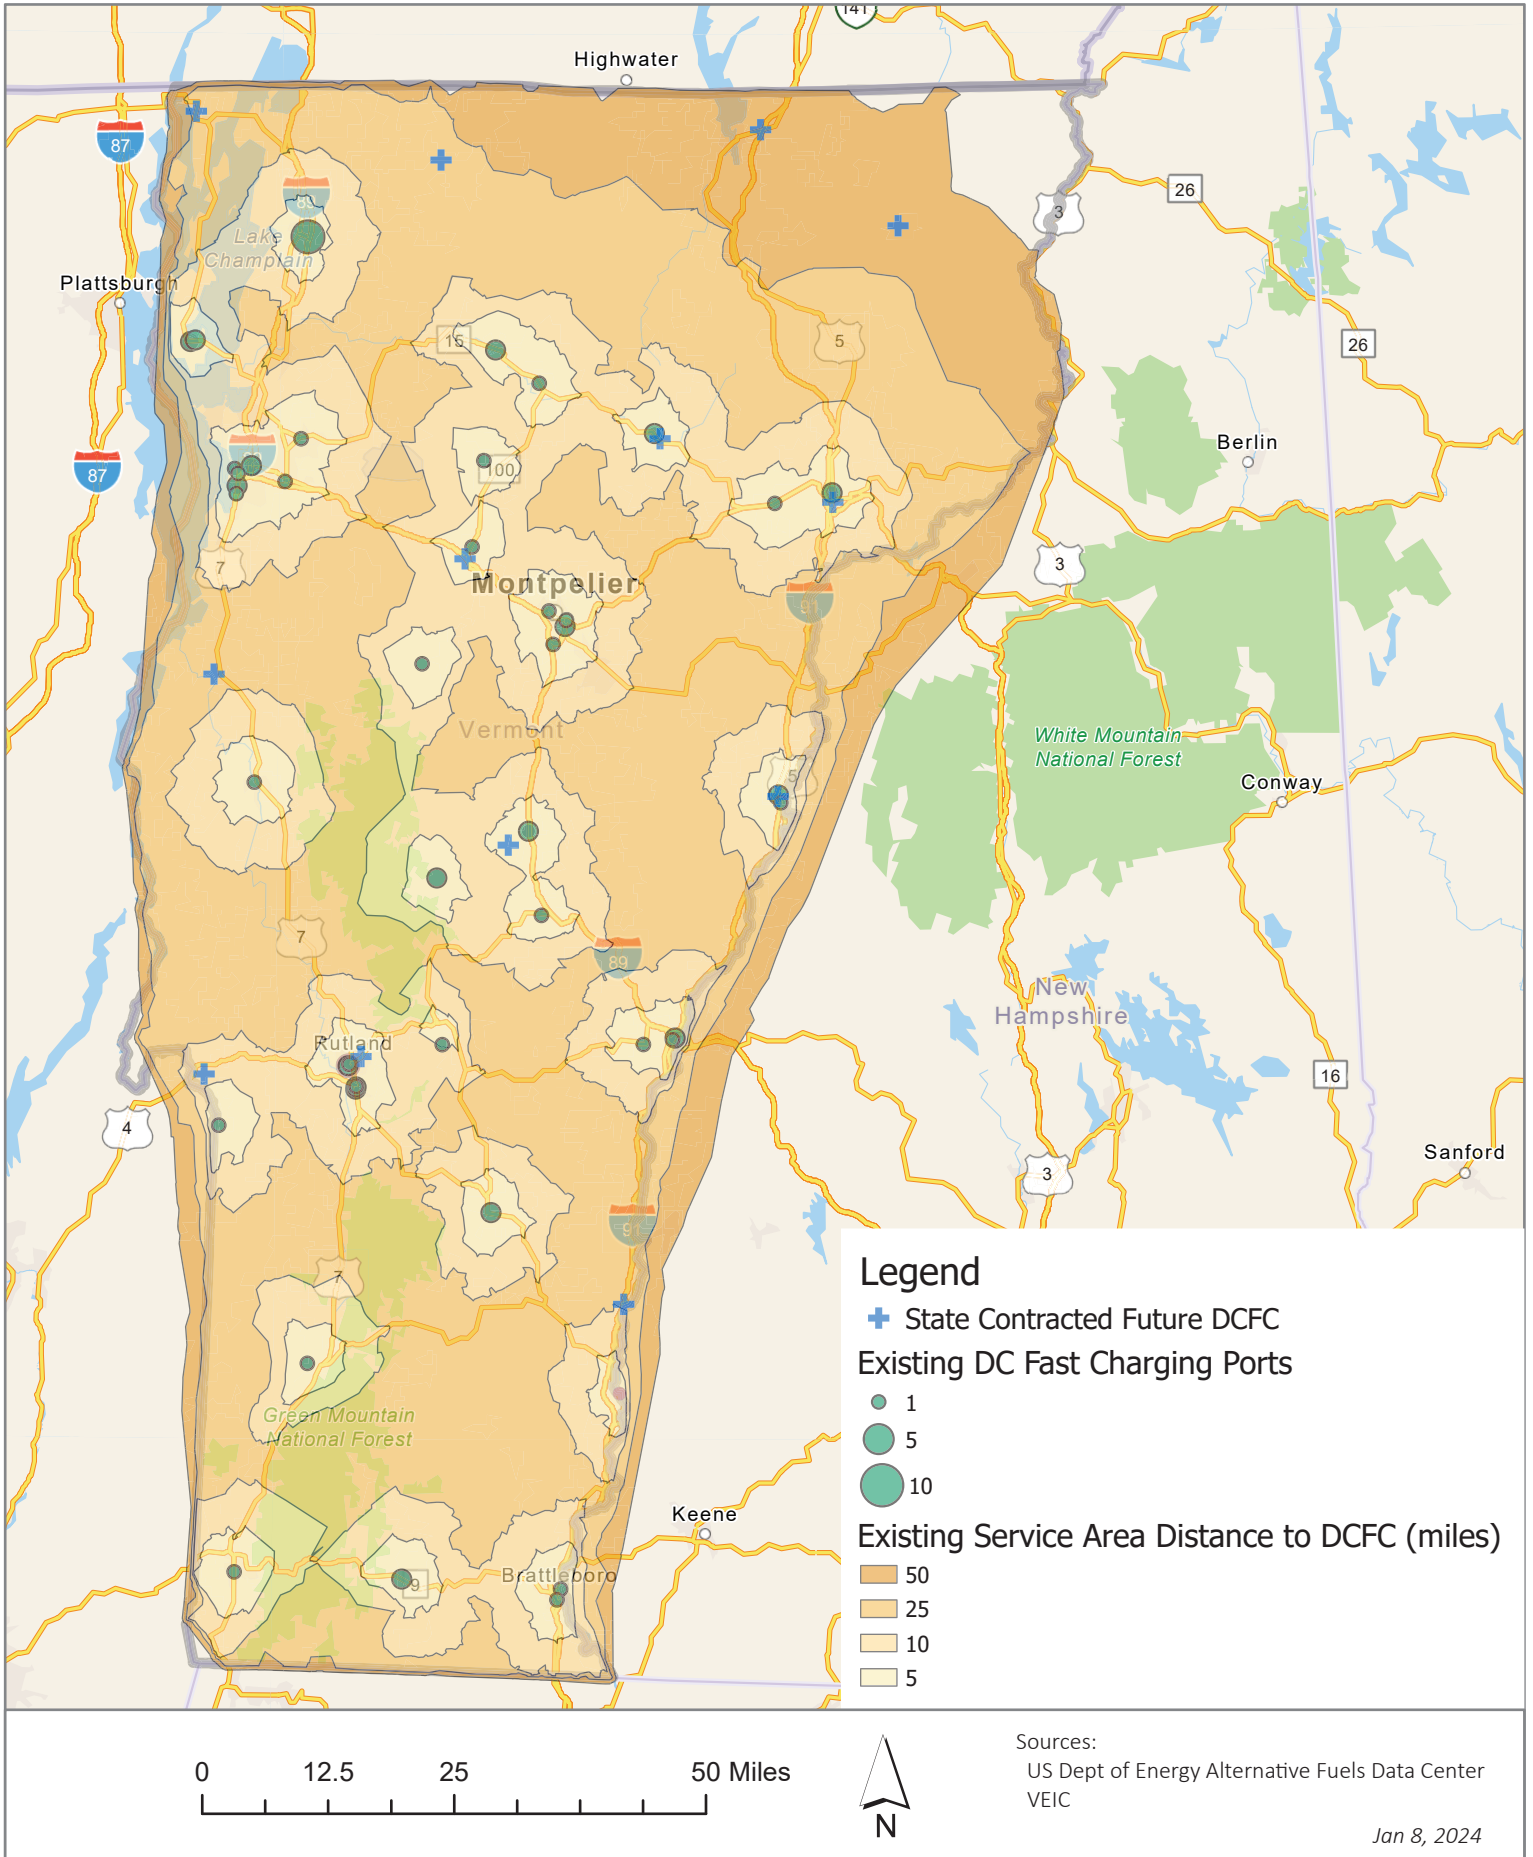 141
Highwater
87
26
89
3
Lake
Champlain
Plattsburgh
15
5
26
Berlin
87
100
3
7
Montpelier
91
Vermont
White Mountain
National Forest
5
Conway
7
89
New
Hampshire
Rutland
16
4
Sanford
3
91
7
Green Mountain
National Forest
Keene
9
Brattleboro
Legend
State Contracted Future DCFC
Existing DC Fast Charging Ports
1
5
10
Existing Service Area Distance to DCFC (miles)
50
25
10
5
0 12.5 25 50 Miles
N
Sources:
US Dept of Energy Alternative Fuels Data Center
VEIC
Jan 8, 2024